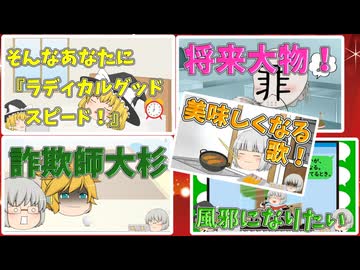 そんなあなたに
『ラディカルグッド
スピード！』
将来大物！
罪
美味しくなる
歌！
詐欺師大杉
風邪になりたい